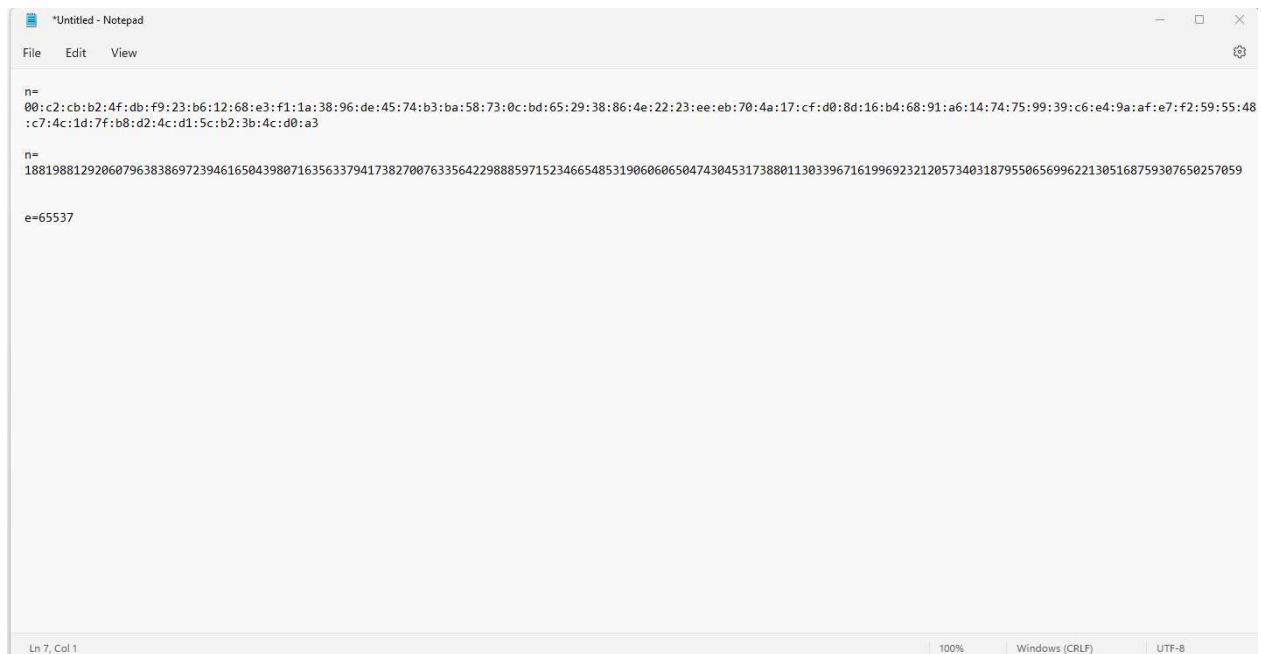 *Untitled - Notepad
File Edit View
n=
00:c2:cb:b2:4f:db:f9:23:b6:12:68:e3:f1:1a:38:96:de:45:74:b3:ba:58:73:0c:bd:65:29:38:86:4e:22:23:ee:eb:70:4a:17:cf:d0:8d:16:b4:68:91:a6:14:74:75:99:39:c6:e4:9a:af:e7:f2:59:55:48
:c7:4c:1d:7f:b8:d2:4c:d1:5c:b2:3b:4c:d0:a3
n=
188198812920607963838697239461650439807163563379417382700763356422988859715234665485319060606504743045317388011303396716199692321205734031879550656996221305168759307650257059
e=65537
Ln 7, Col 1 100% Windows (CRLF) UTF-8